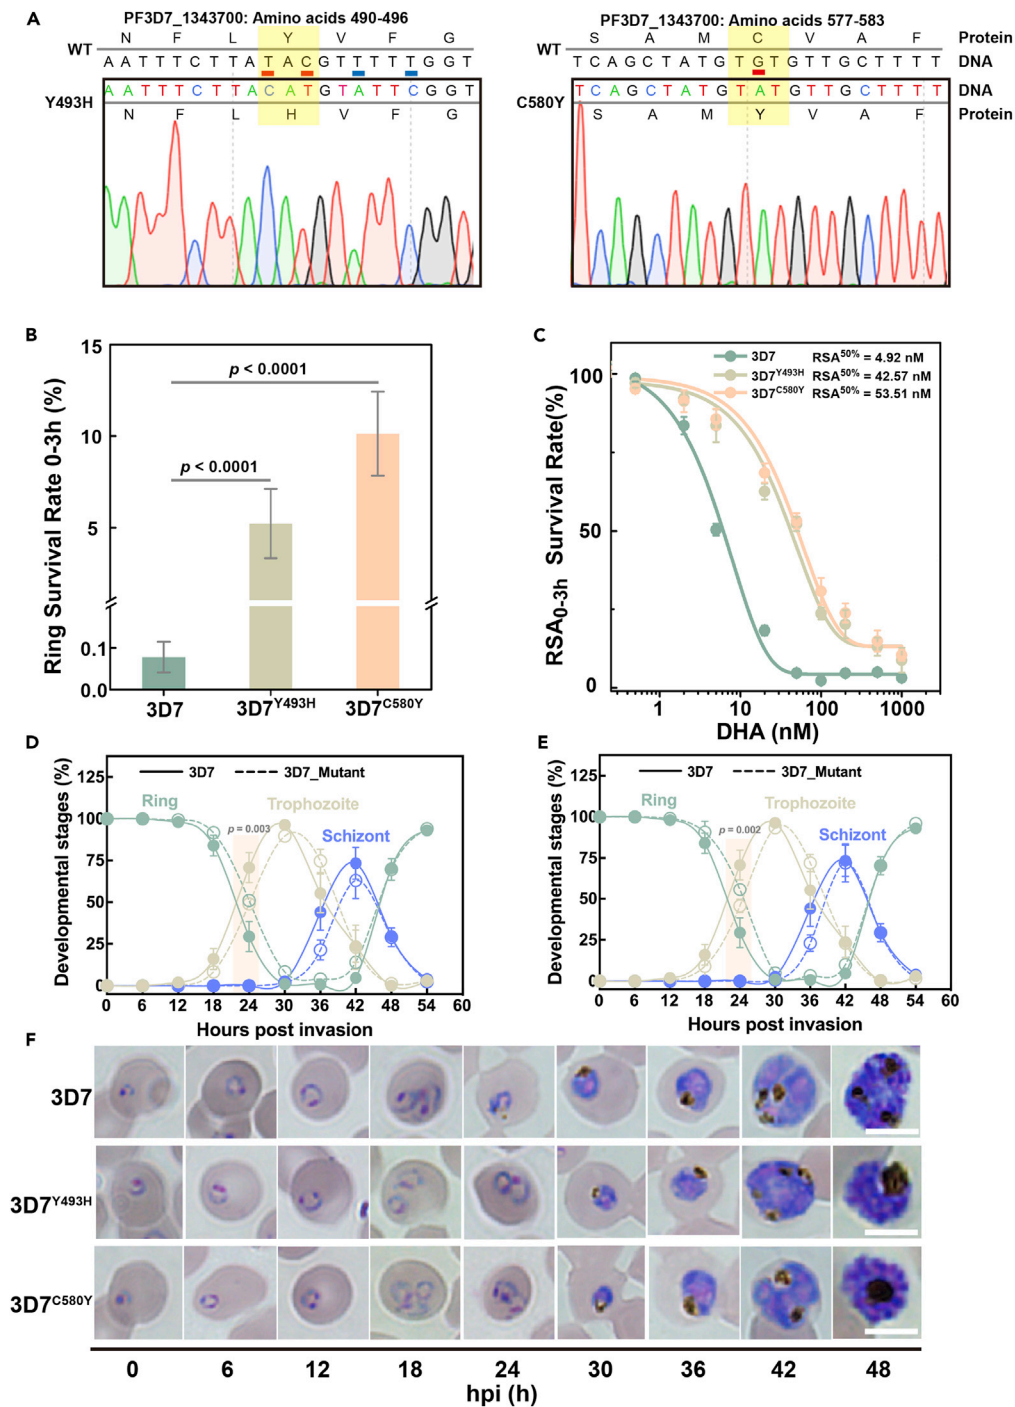 A
PF3D7_1343700: Amino acids 490-496
N F L Y V F G
WT
A A T T T C T T A T A C G T T T T T G G T
A A T T T C T T A C A T G T A T T C G G T
Y493H
N F L H V F G
PF3D7_1343700: Amino acids 577-583
S A M C V A F Protein
WT
T C A G C T A T G T G T G T T G C T T T T DNA
T C A G C T A T G T A T G T T G C T T T T DNA
C580Y
S A M Y V A F Protein
B
Ring Survival Rate 0-3h (%)
15
10
5
0.1
0.0
p < 0.0001
p < 0.0001
3D7
3D7Y493H
3D7C580Y
C
RSA0-3h Survival Rate(%)
100
50
0
3D7 RSA50% = 4.92 nM
3D7Y493H RSA50% = 42.57 nM
3D7C580Y RSA50% = 53.51 nM
1 10 100 1000
DHA (nM)
D
Developmental stages (%)
125
100
75
50
25
0
3D7 3D7_Mutant
Ring
Trophozoite
Schizont
p = 0.003
0 6 12 18 24 30 36 42 48 54 60
Hours post invasion
E
Developmental stages (%)
125
100
75
50
25
0
3D7 3D7_Mutant
Ring
Trophozoite
Schizont
p = 0.002
0 6 12 18 24 30 36 42 48 54 60
Hours post invasion
F
3D7
3D7Y493H
3D7C580Y
0 6 12 18 24 30 36 42 48
hpi (h)